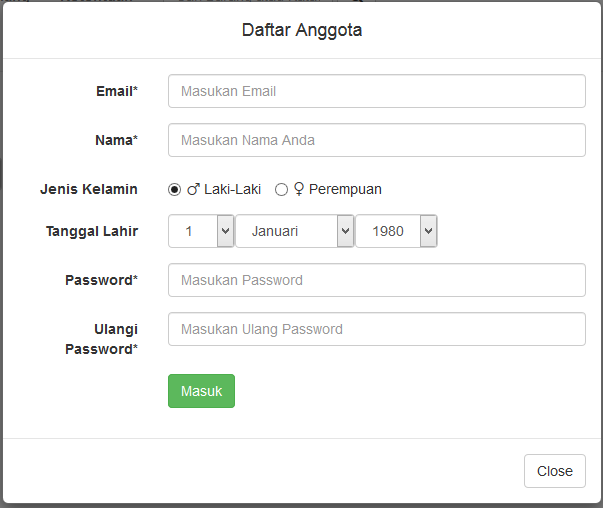 Daftar Anggota
Email* Masukan Email
Nama* Masukan Nama Anda
Jenis Kelamin ♂ Laki-Laki ♀ Perempuan
Tanggal Lahir 1 Januari 1980
Password* Masukan Password
Ulangi Password* Masukan Ulang Password
Masuk
Close